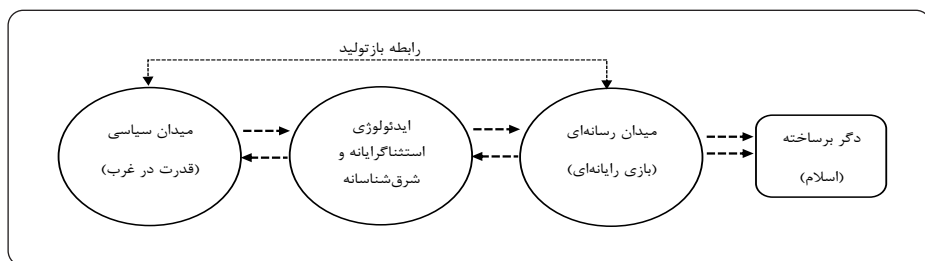 رابطه بازتولید
میدان سیاسی
(قدرت در غرب)
ایدئولوژی
استثناگرایانه و
شرق‌شناسانه
میدان رسانه‌ای
(بازی رایانه‌ای)
دگر برساخته
(اسلام)